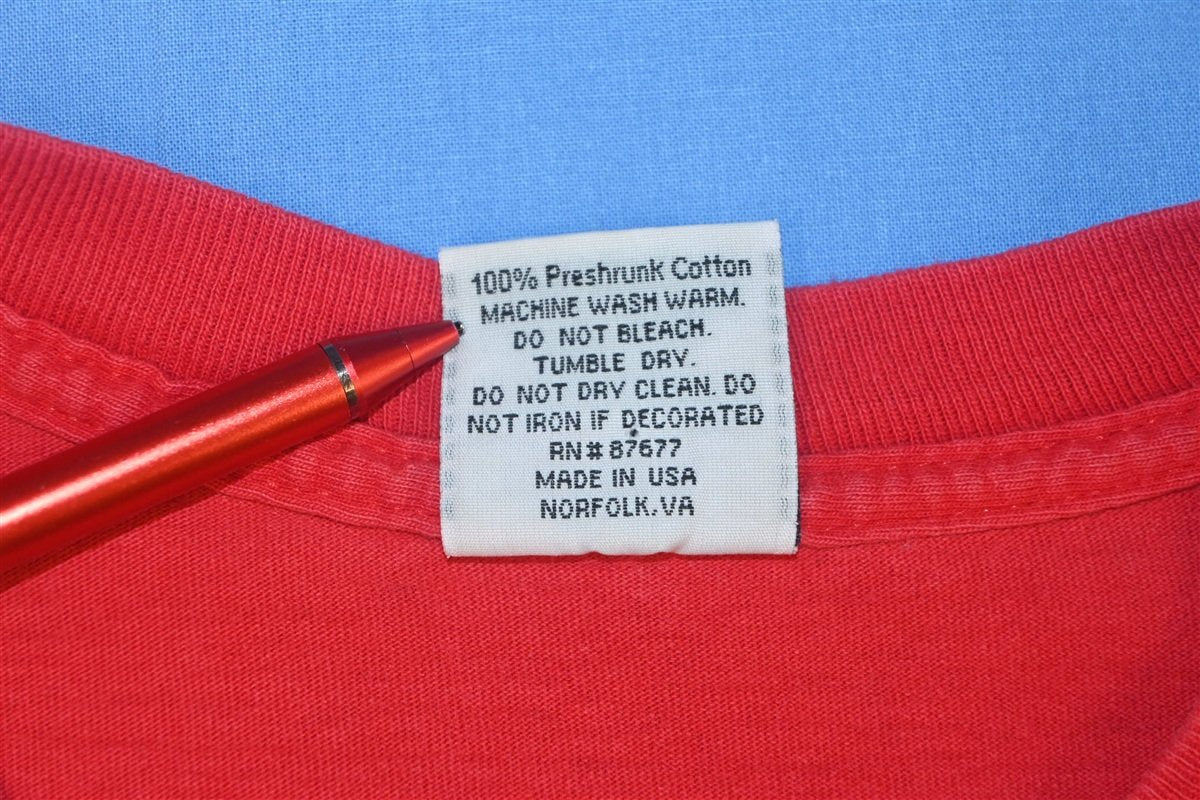 100% Preshrunk Cotton
MACHINE WASH WARM.
DO NOT BLEACH.
TUMBLE DRY.
DO NOT DRY CLEAN. DO
NOT IRON IF DECORATED
RN# 87677
MADE IN USA
NORFOLK, VA